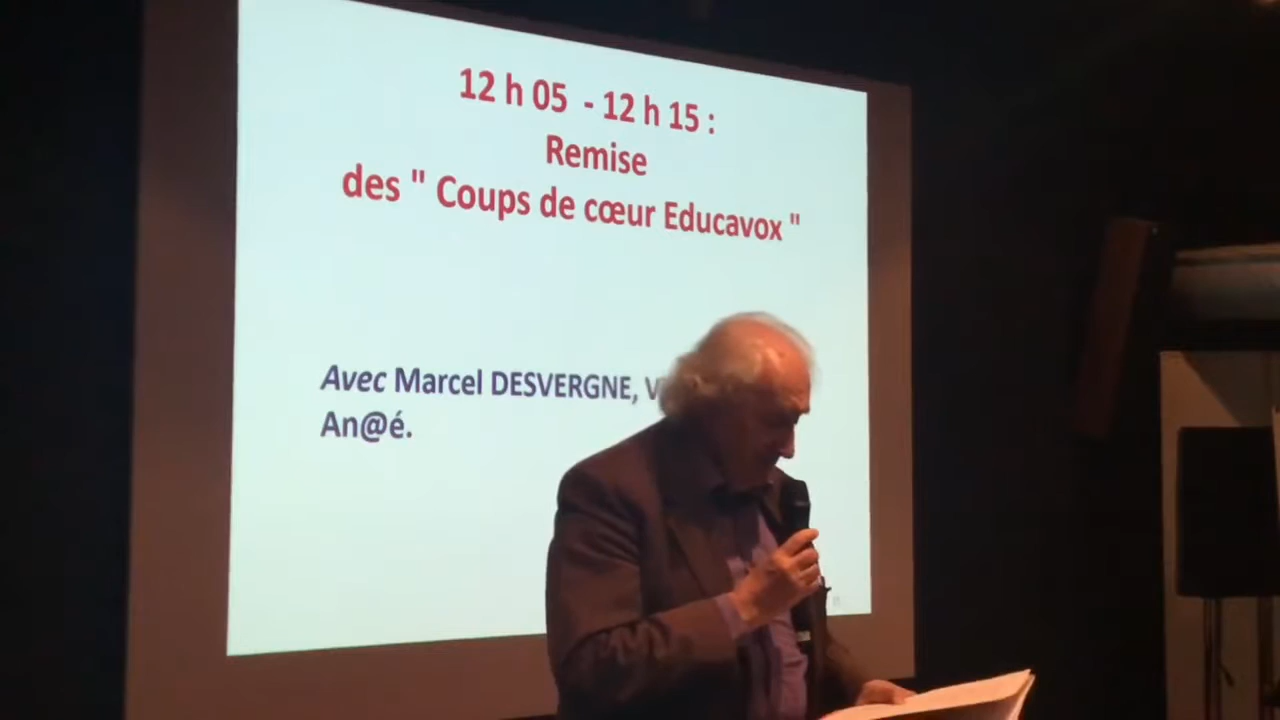 12 h 05 - 12 h 15 :
Remise
des " Coups de cœur Educavox "
Avec Marcel DESVERGNE,
An@é.